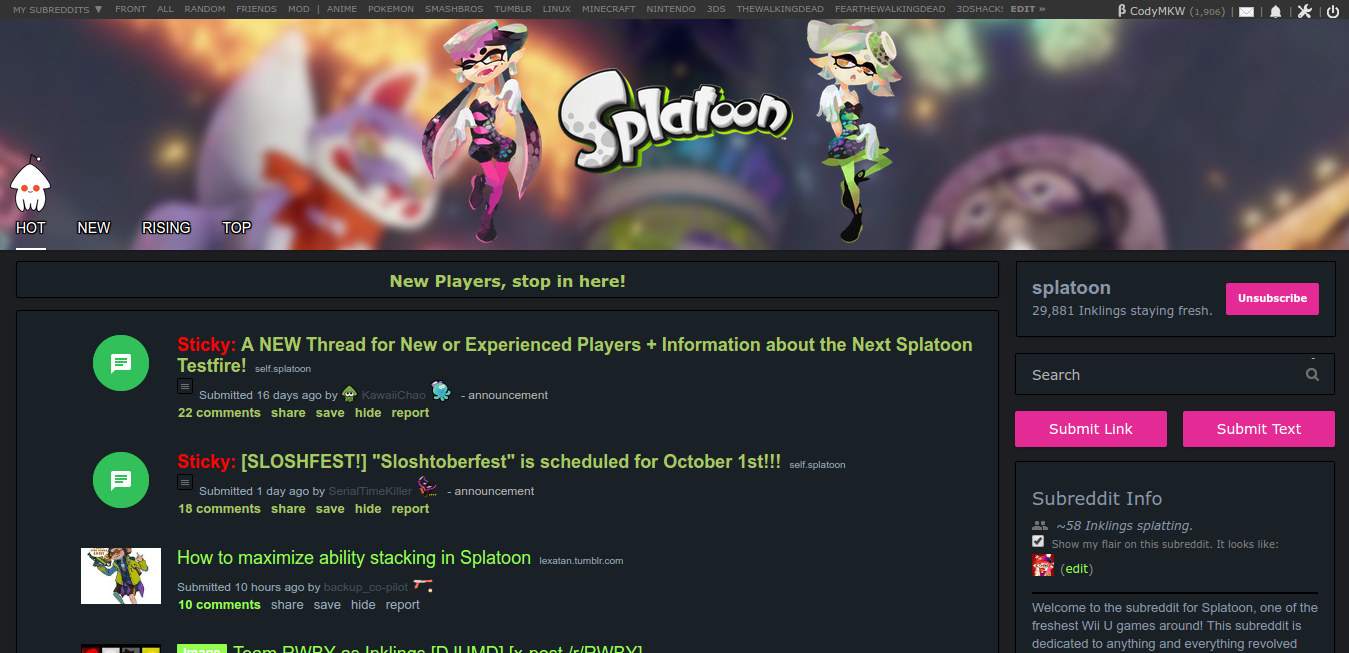 MY SUBREDDITS ▼ FRONT ALL RANDOM FRIENDS MOD | ANIME POKEMON SMASHBROS TUMBLR LINUX MINECRAFT NINTENDO 3DS THEWALKINGDEAD FEARTHEWALKINGDEAD 3DSHACKS EDIT »
β CodyMKW (1,906) | | | |
Splatoon
HOT NEW RISING TOP
New Players, stop in here!
Sticky: A NEW Thread for New or Experienced Players + Information about the Next Splatoon
Testfire! self.splatoon
Submitted 16 days ago by KawaiiChao - announcement
22 comments share save hide report
Sticky: [SLOSHFEST!] "Sloshtoberfest" is scheduled for October 1st!!! self.splatoon
Submitted 1 day ago by SerialTimeKiller - announcement
18 comments share save hide report
How to maximize ability stacking in Splatoon lexatan.tumblr.com
Submitted 10 hours ago by backup_co-pilot
10 comments share save hide report
Image Team RWBY as Inklings [DJUMD] [x-post /r/RWBY]
splatoon
29,881 Inklings staying fresh.
Unsubscribe
Search
Submit Link Submit Text
Subreddit Info
~58 Inklings splatting.
Show my flair on this subreddit. It looks like:
(edit)
Welcome to the subreddit for Splatoon, one of the
freshest Wii U games around! This subreddit is
dedicated to anything and everything revolved